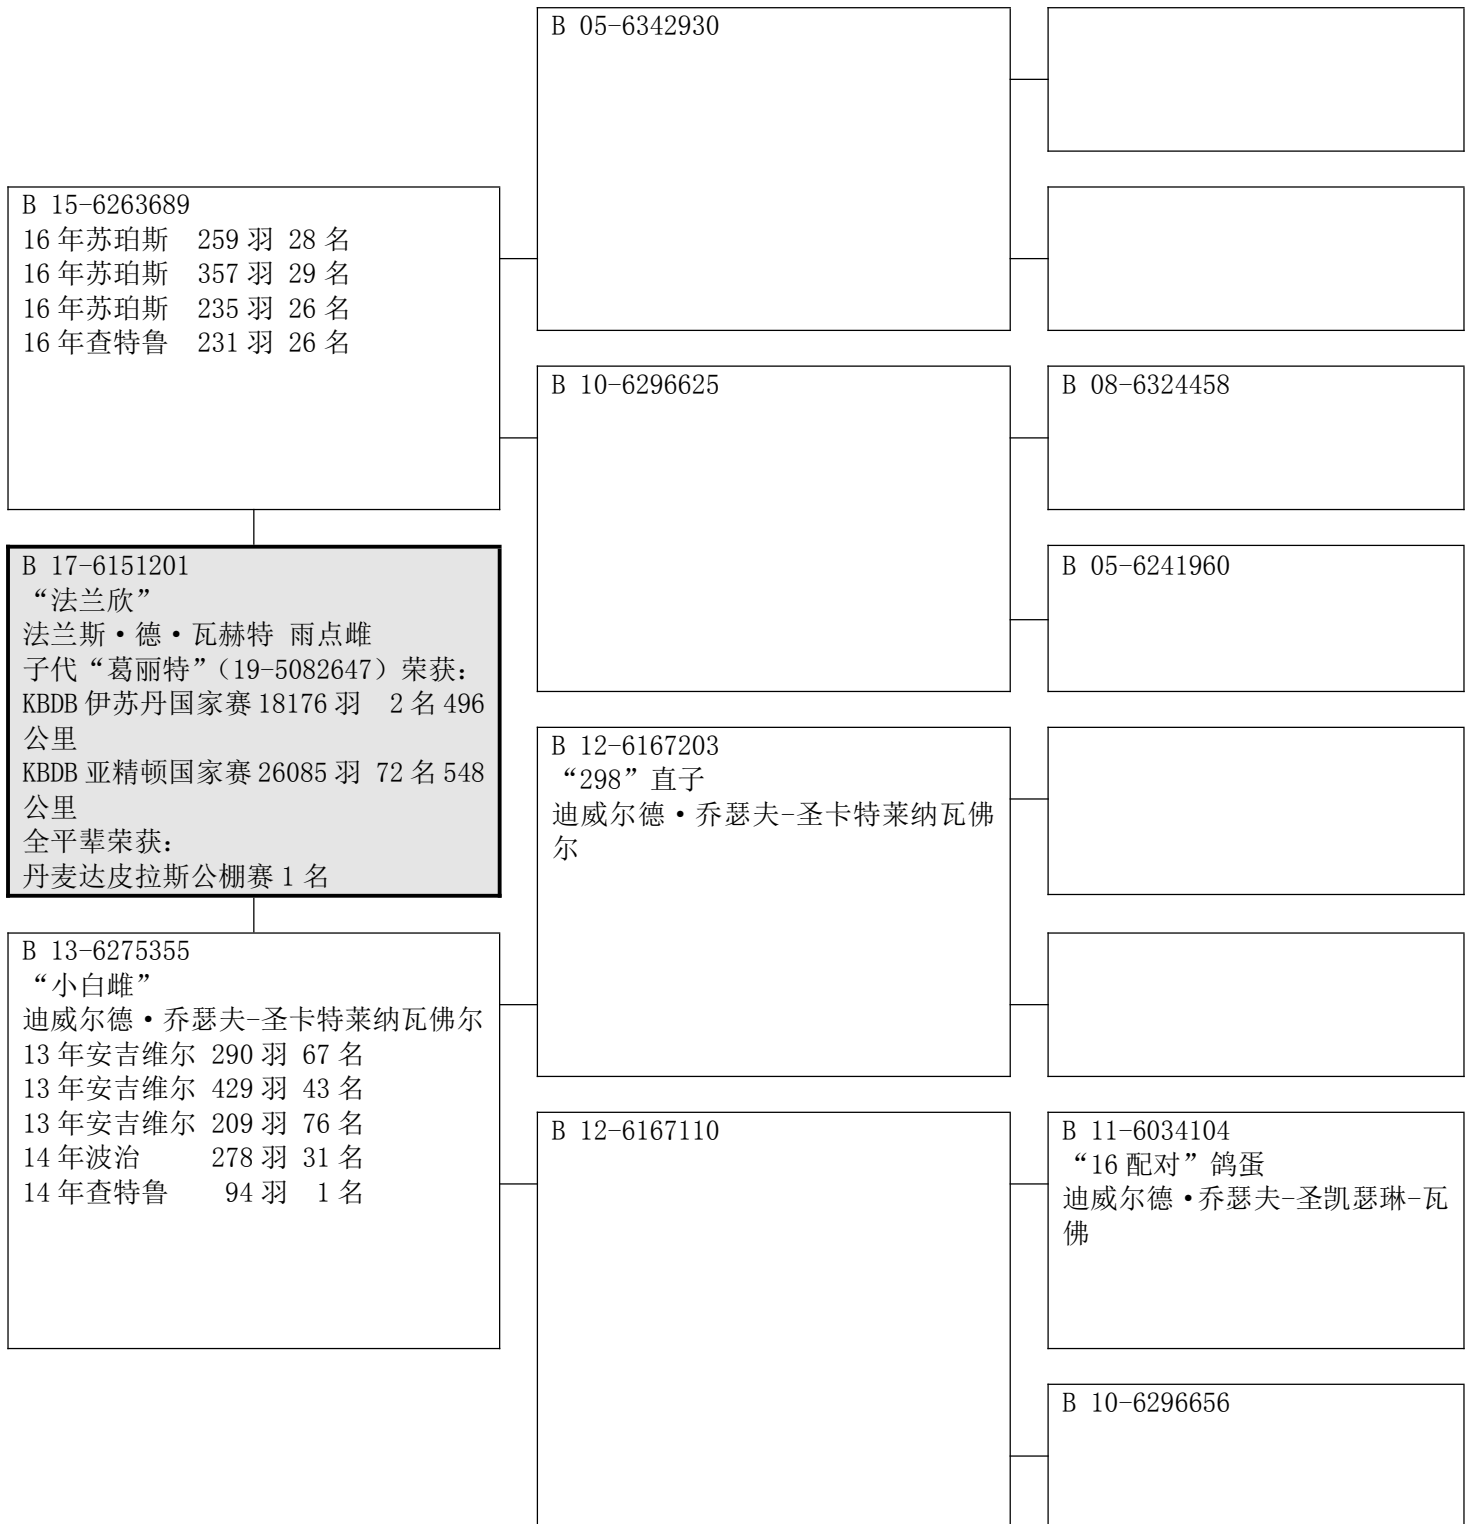 B 05-6342930
B 15-6263689
16 年苏珀斯 259 羽 28 名
16 年苏珀斯 357 羽 29 名
16 年苏珀斯 235 羽 26 名
16 年查特鲁 231 羽 26 名
B 10-6296625
B 08-6324458
B 17-6151201
“法兰欣”
法兰斯·德·瓦赫特 雨点雌
子代“葛丽特”（19-5082647）荣获：
KBDB 伊苏丹国家赛 18176 羽 2 名 496
公里
KBDB 亚精顿国家赛 26085 羽 72 名 548
公里
全平辈荣获：
丹麦达皮拉斯公棚赛 1 名
B 05-6241960
B 12-6167203
“298”直子
迪威尔德·乔瑟夫-圣卡特莱纳瓦佛
尔
B 13-6275355
“小白雌”
迪威尔德·乔瑟夫-圣卡特莱纳瓦佛尔
13 年安吉维尔 290 羽 67 名
13 年安吉维尔 429 羽 43 名
13 年安吉维尔 209 羽 76 名
14 年波治 278 羽 31 名
14 年查特鲁 94 羽 1 名
B 12-6167110
B 11-6034104
“16 配对”鸽蛋
迪威尔德·乔瑟夫-圣凯瑟琳-瓦
佛
B 10-6296656